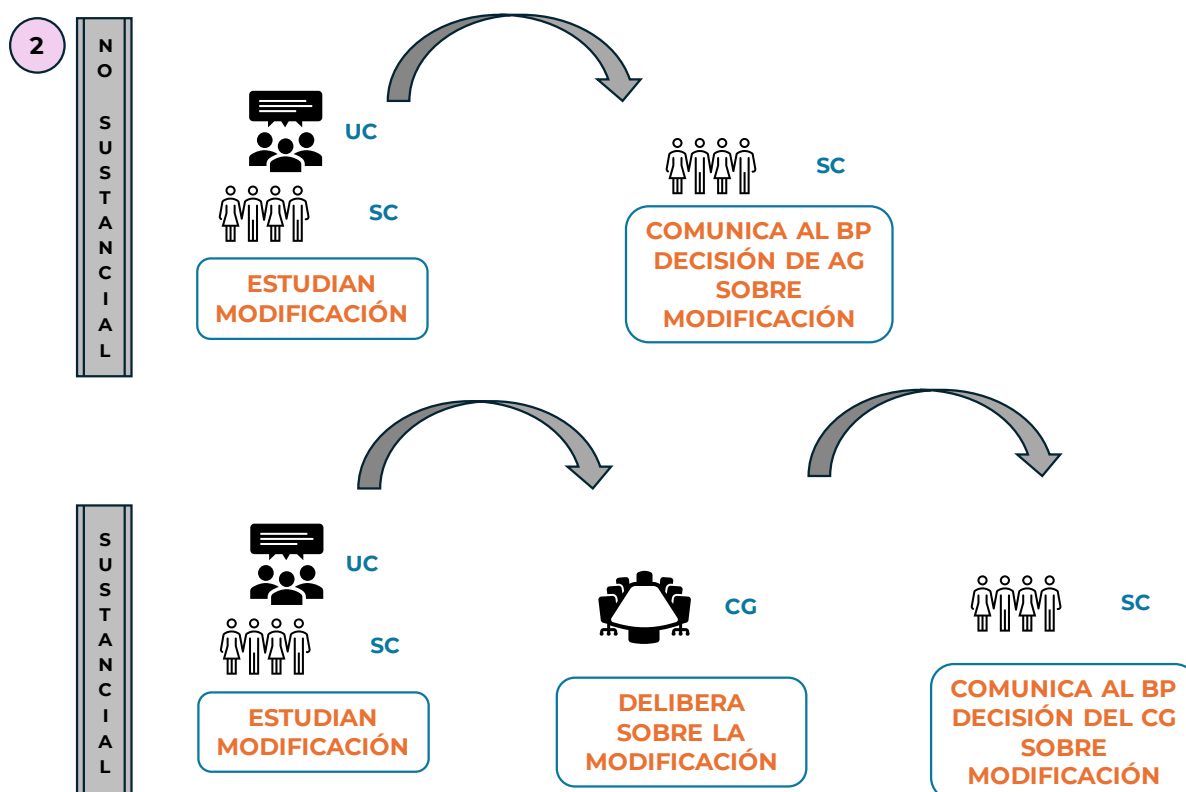 2
NO SUSTANCIAL
UC
SC
ESTUDIAN
MODIFICACIÓN
SC
COMUNICA AL BP
DECISIÓN DE AG
SOBRE
MODIFICACIÓN
SUSTANCIAL
UC
SC
ESTUDIAN
MODIFICACIÓN
CG
DELIBERA
SOBRE LA
MODIFICACIÓN
SC
COMUNICA AL BP
DECISIÓN DEL CG
SOBRE
MODIFICACIÓN